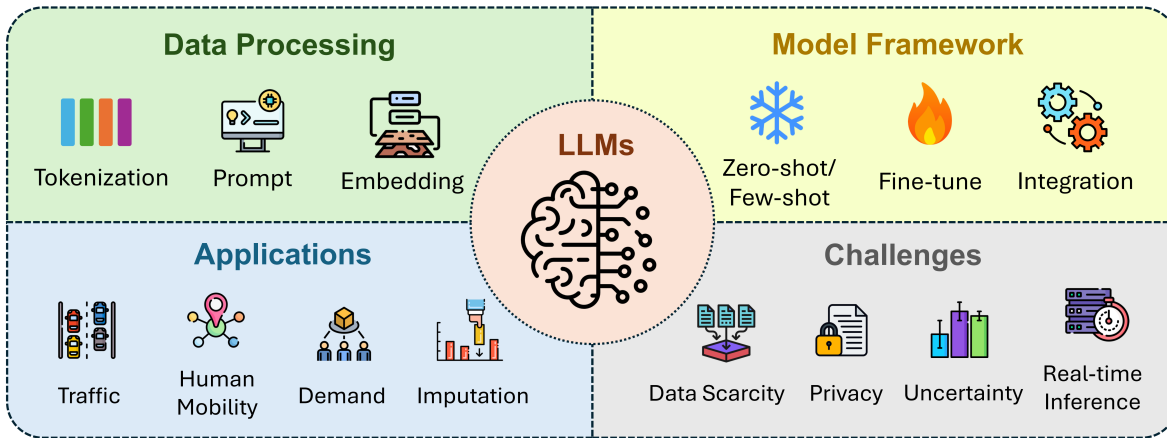 Data Processing
Tokenization
Prompt
Embedding
Model Framework
Zero-shot/
Few-shot
Fine-tune
Integration
LLMs
Applications
Traffic
Human
Mobility
Demand
Imputation
Challenges
Data Scarcity
Privacy
Uncertainty
Real-time
Inference